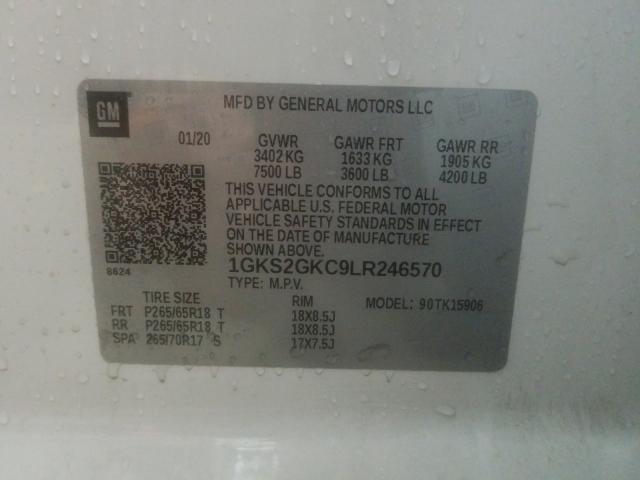 GM
MFD BY GENERAL MOTORS LLC
01/20 GVWR GAWR FRT GAWR RR
3402 KG 1633 KG 1905 KG
7500 LB 3600 LB 4200 LB
THIS VEHICLE CONFORMS TO ALL
APPLICABLE U.S. FEDERAL MOTOR
VEHICLE SAFETY STANDARDS IN EFFECT
ON THE DATE OF MANUFACTURE
SHOWN ABOVE.
8624
1GKS2GKC9LR246570
TYPE: M.P.V.
TIRE SIZE RIM MODEL: 90TK15906
FRT P265/65R18 T 18X8.5J
RR P265/65R18 T 18X8.5J
SPA 265/70R17 S 17X7.5J